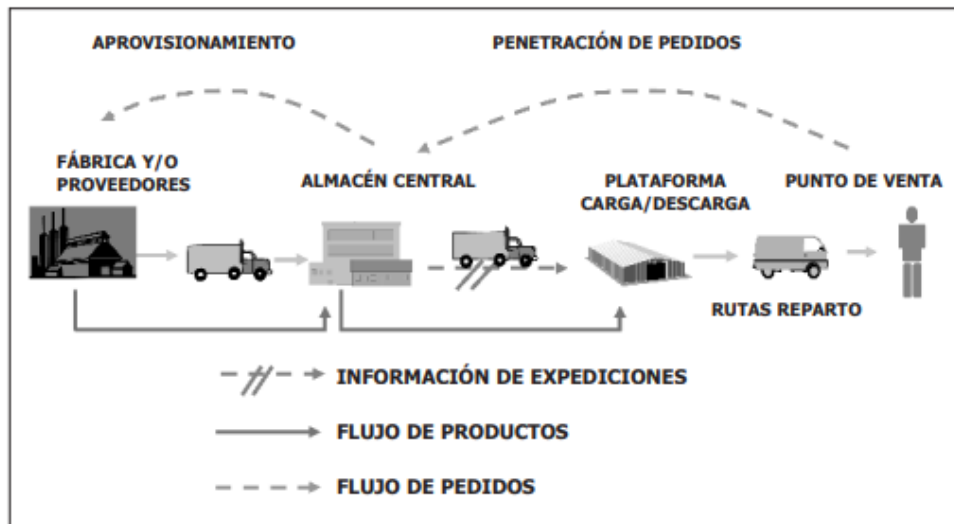 APROVISIONAMIENTO
PENETRACIÓN DE PEDIDOS
FÁBRICA Y/O
PROVEEDORES
ALMACÉN CENTRAL
PLATAFORMA
CARGA/DESCARGA
PUNTO DE VENTA
RUTAS REPARTO
INFORMACIÓN DE EXPEDICIONES
FLUJO DE PRODUCTOS
FLUJO DE PEDIDOS